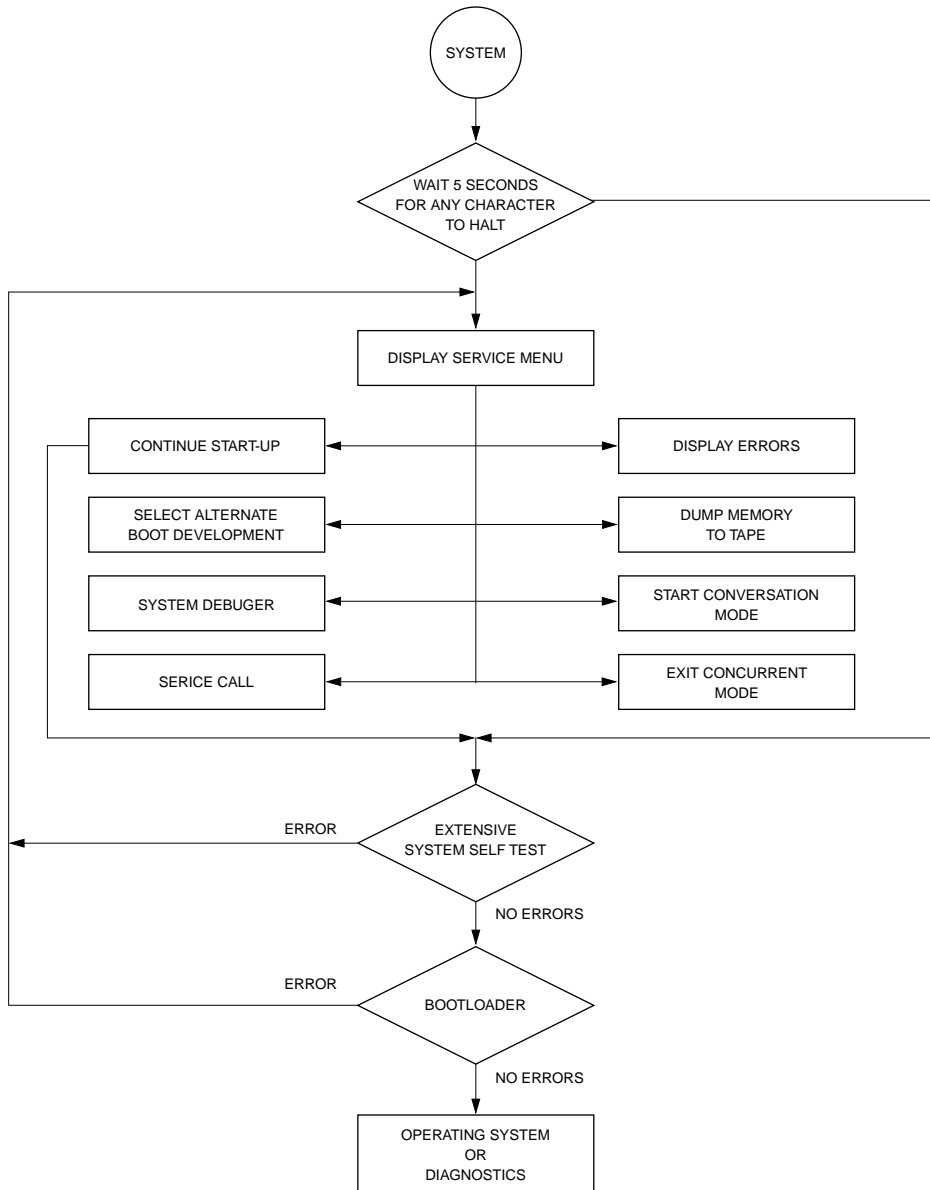 SYSTEM
WAIT 5 SECONDS
FOR ANY CHARACTER
TO HALT
DISPLAY SERVICE MENU
CONTINUE START-UP
DISPLAY ERRORS
SELECT ALTERNATE
BOOT DEVELOPMENT
DUMP MEMORY
TO TAPE
SYSTEM DEBUGER
START CONVERSATION
MODE
SERICE CALL
EXIT CONCURRENT
MODE
ERROR
EXTENSIVE
SYSTEM SELF TEST
NO ERRORS
ERROR
BOOTLOADER
NO ERRORS
OPERATING SYSTEM
OR
DIAGNOSTICS